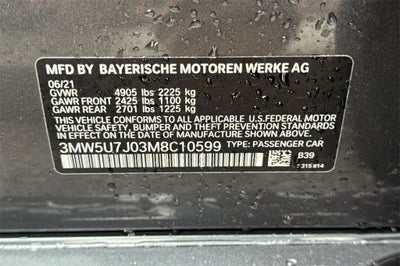 MFD BY BAYERISCHE MOTOREN WERKE AG
06/21
GVWR 4905 lbs 2225 kg
GAWR FRONT 2425 lbs 1100 kg
GAWR REAR 2701 lbs 1225 kg
THIS VEHICLE CONFORMS TO ALL APPLICABLE U.S.FEDERAL MOTOR
VEHICLE SAFETY, BUMPER, AND THEFT PREVENTION STANDARDS
IN EFFECT ON THE DATE OF MANUFACTURE SHOWN ABOVE.
3MW5U7J03M8C10599 TYPE: PASSENGER CAR
B39